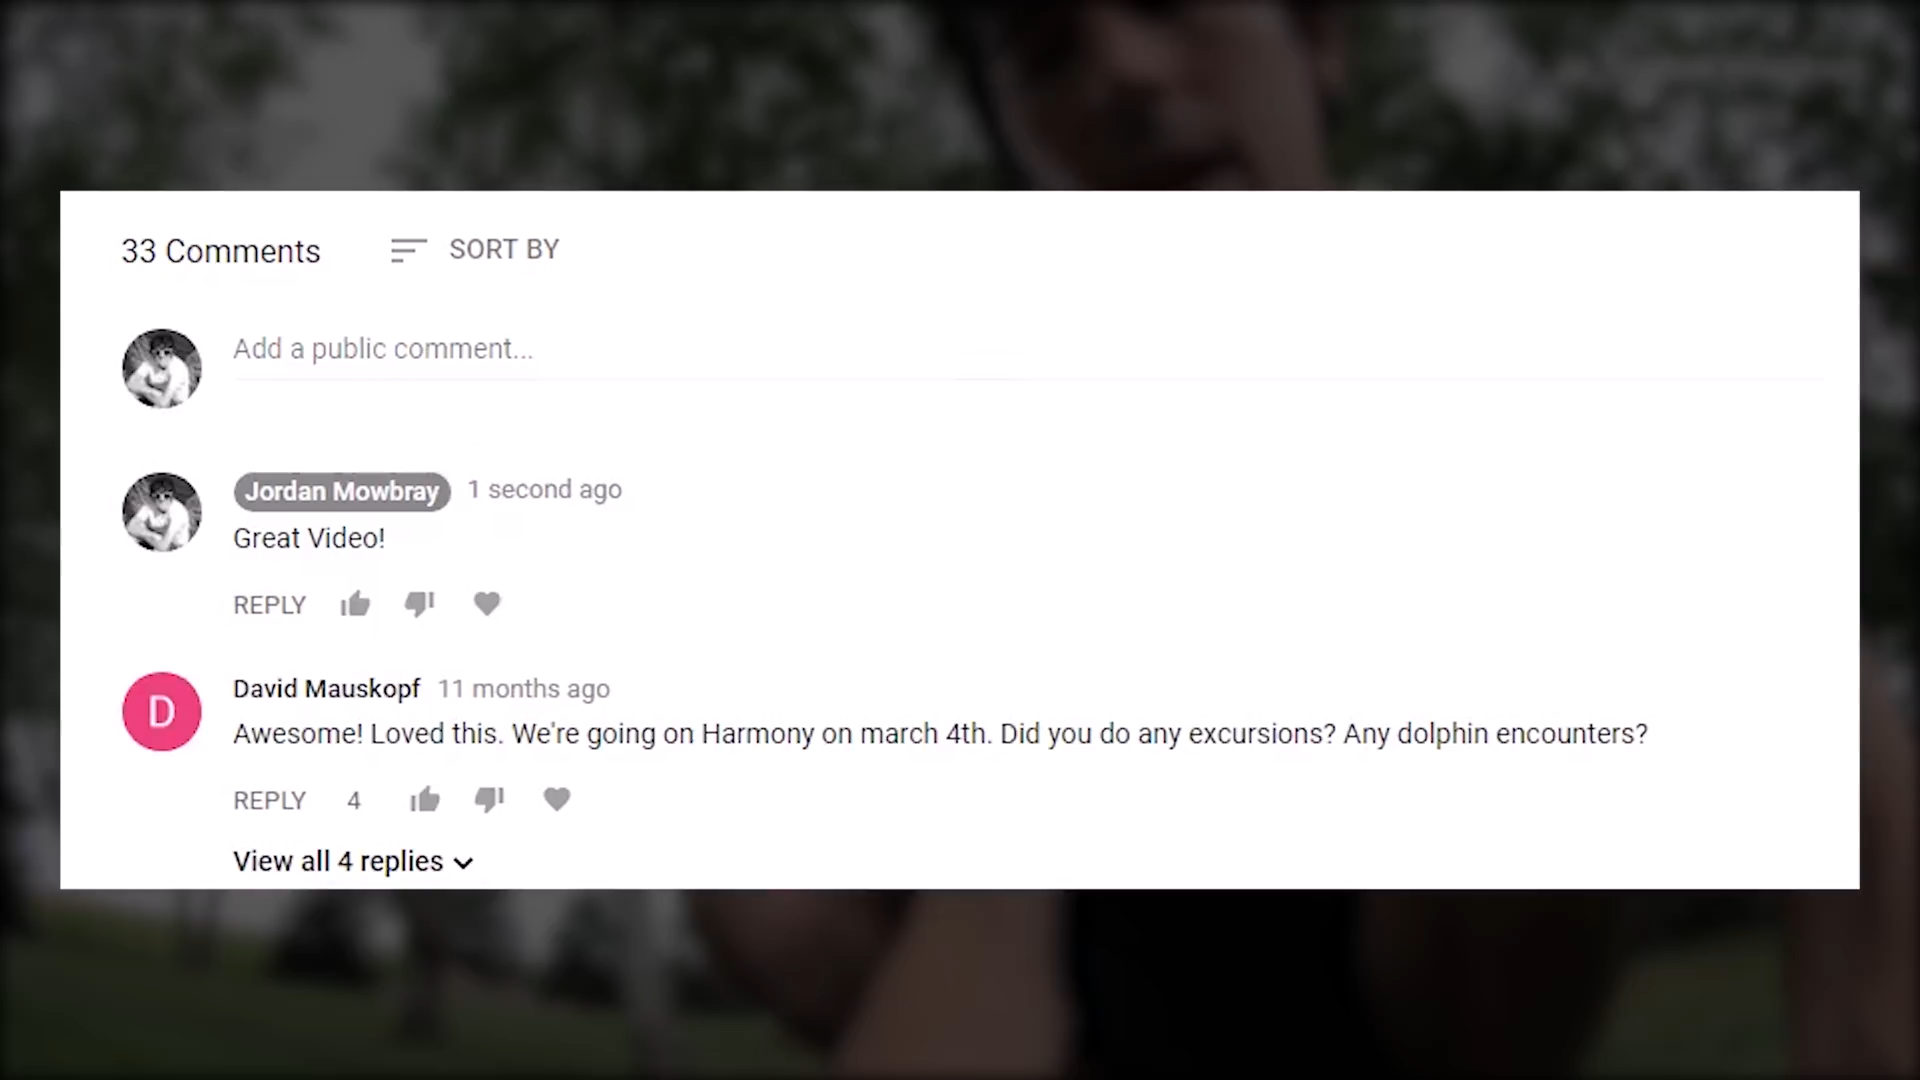 33 Comments
SORT BY
Add a public comment...
Jordan Mowbray 1 second ago
Great Video!
REPLY
D
David Mauskopf 11 months ago
Awesome! Loved this. We're going on Harmony on march 4th. Did you do any excursions? Any dolphin encounters?
REPLY 4
View all 4 replies